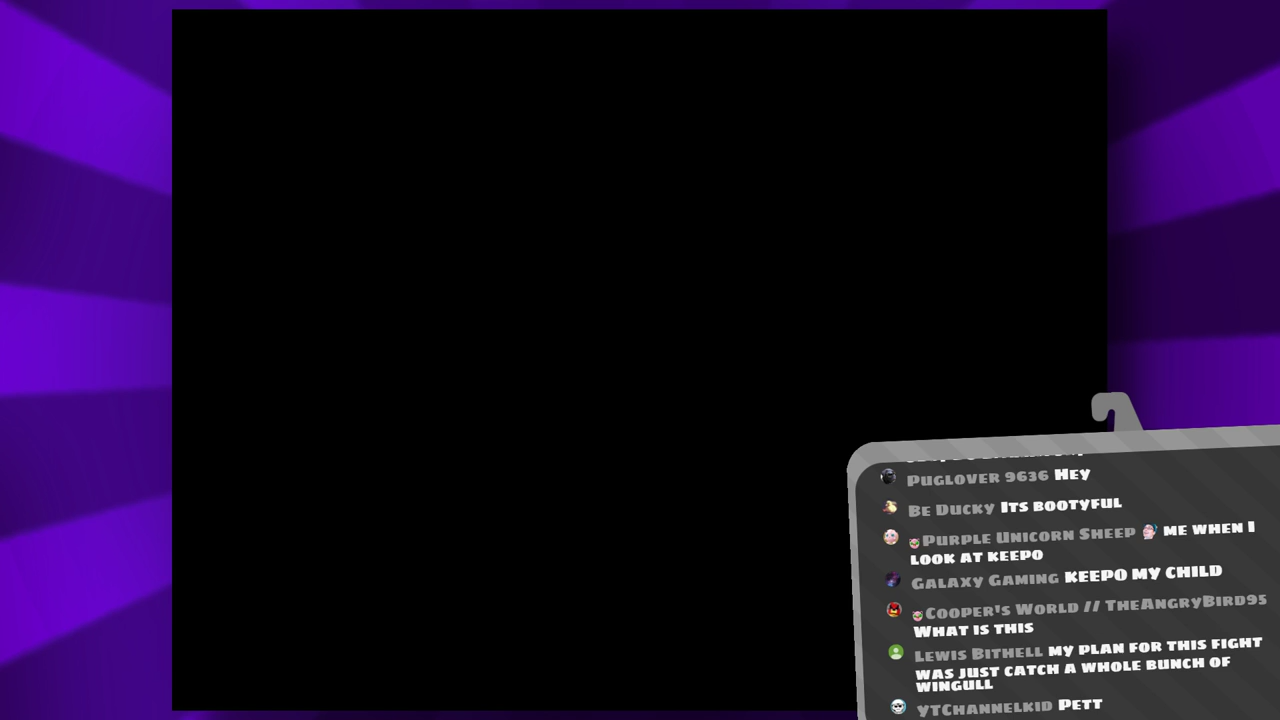 Puglover 9636 Hey
Be Ducky Its bootyful
Purple Unicorn Sheep me when I
look at keepo
Galaxy Gaming KEEPO MY CHILD
Cooper's World // TheAngryBird95
What is this
Lewis Bithell my plan for this fight
was just catch a whole bunch of
wingull
YTChannelkid Pett